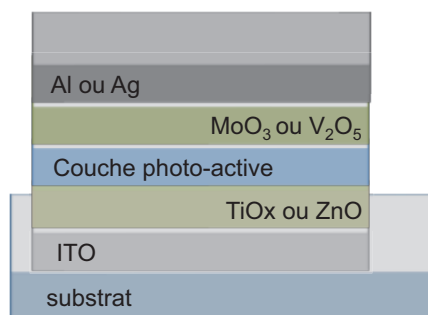 Al ou Ag
MoO₃ ou V₂O₅
Couche photo-active
TiOx ou ZnO
ITO
substrat